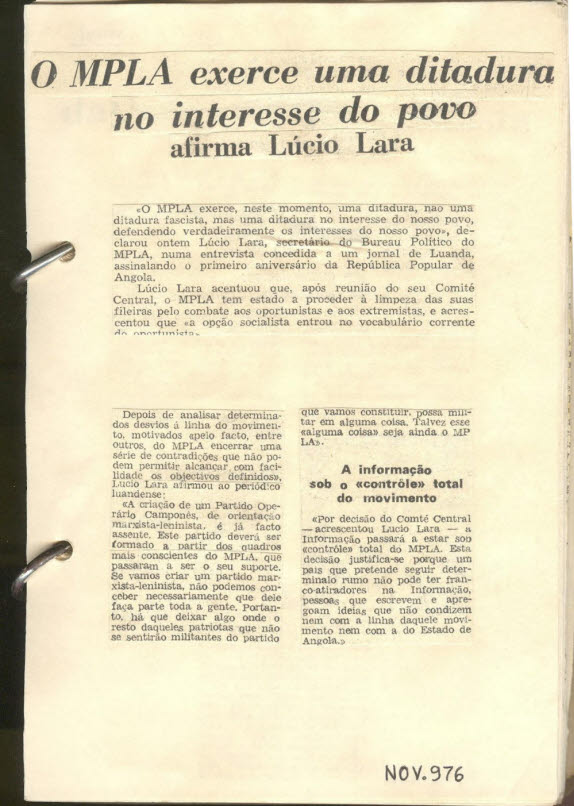 O MPLA exerce uma ditadura
no interesse do povo
afirma Lúcio Lara
«O MPLA exerce, neste momento, uma ditadura, não uma
ditadura fascista, mas uma ditadura no interesse do nosso povo,
defendendo verdadeiramente os interesses do nosso povo», de-
clarou ontem Lúcio Lara, secretário do Bureau Político do
MPLA, numa entrevista concedida a um jornal de Luanda,
assinalando o primeiro aniversário da República Popular de
Angola.
Lúcio Lara acentuou que, após reunião do seu Comité
Central, o MPLA tem estado a proceder à limpeza das suas
fileiras pelo combate aos oportunistas e aos extremistas, e acres-
centou que «a opção socialista entrou no vocabulário corrente
do oportunista».
Depois de analisar determina-
dos desvios à linha do movimen-
to, motivados «pelo facto, entre
outros, do MPLA encerrar uma
série de contradições que não po-
dem permitir alcançar com faci-
lidade os objectivos definidos»,
Lúcio Lara afirmou ao periódico
luandense:
«A criação de um Partido Ope-
rário Camponês, de orientação
marxista-leninista, é já facto
assente. Este partido deverá ser
formado a partir dos quadros
mais conscientes do MPLA, que
passaram a ser o seu suporte.
Se vamos criar um partido mar-
xista-leninista, não podemos con-
ceber necessariamente que dele
faça parte toda a gente. Portan-
to, há que deixar algo onde o
resto daqueles patriotas que não
se sentirão militantes do partido
que vamos constituir, possa mili-
tar em alguma coisa. Talvez esse
«alguma coisa» seja ainda o MP
LA».
A informação
sob o «contrôle» total
do movimento
«Por decisão do Comté Central
—acrescentou Lúcio Lara — a
Informação passará a estar sob
«contrôle» total do MPLA. Esta
decisão justifica-se porque um
país que pretende seguir deter-
minalo rumo não pode ter fran-
co-atiradores na Informação,
pessoas que escrevem e apre-
goam ideias que não condizem
nem com a linha daquele movi-
mento nem com a do Estado de
Angola.»
NOV.976